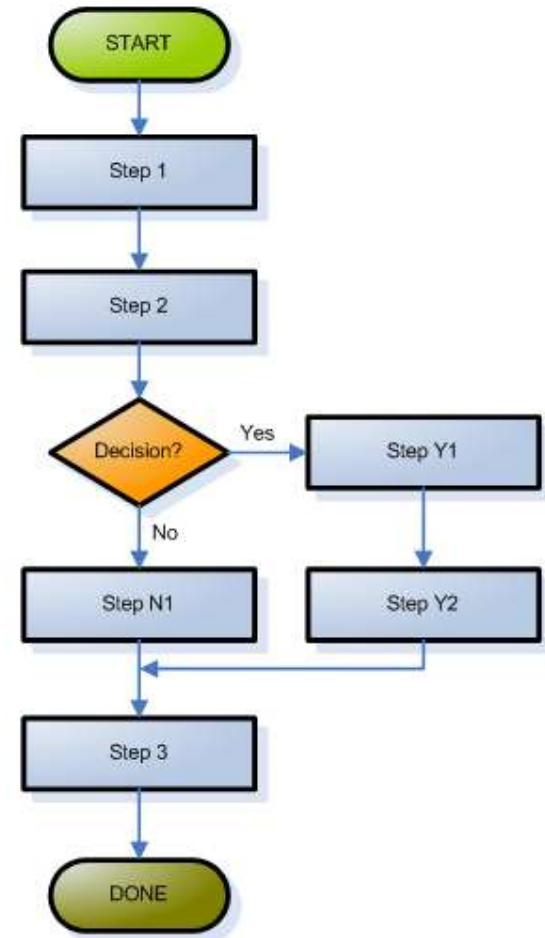 START
Step 1
Step 2
Decision?
Yes
Step Y1
No
Step N1
Step Y2
Step 3
DONE